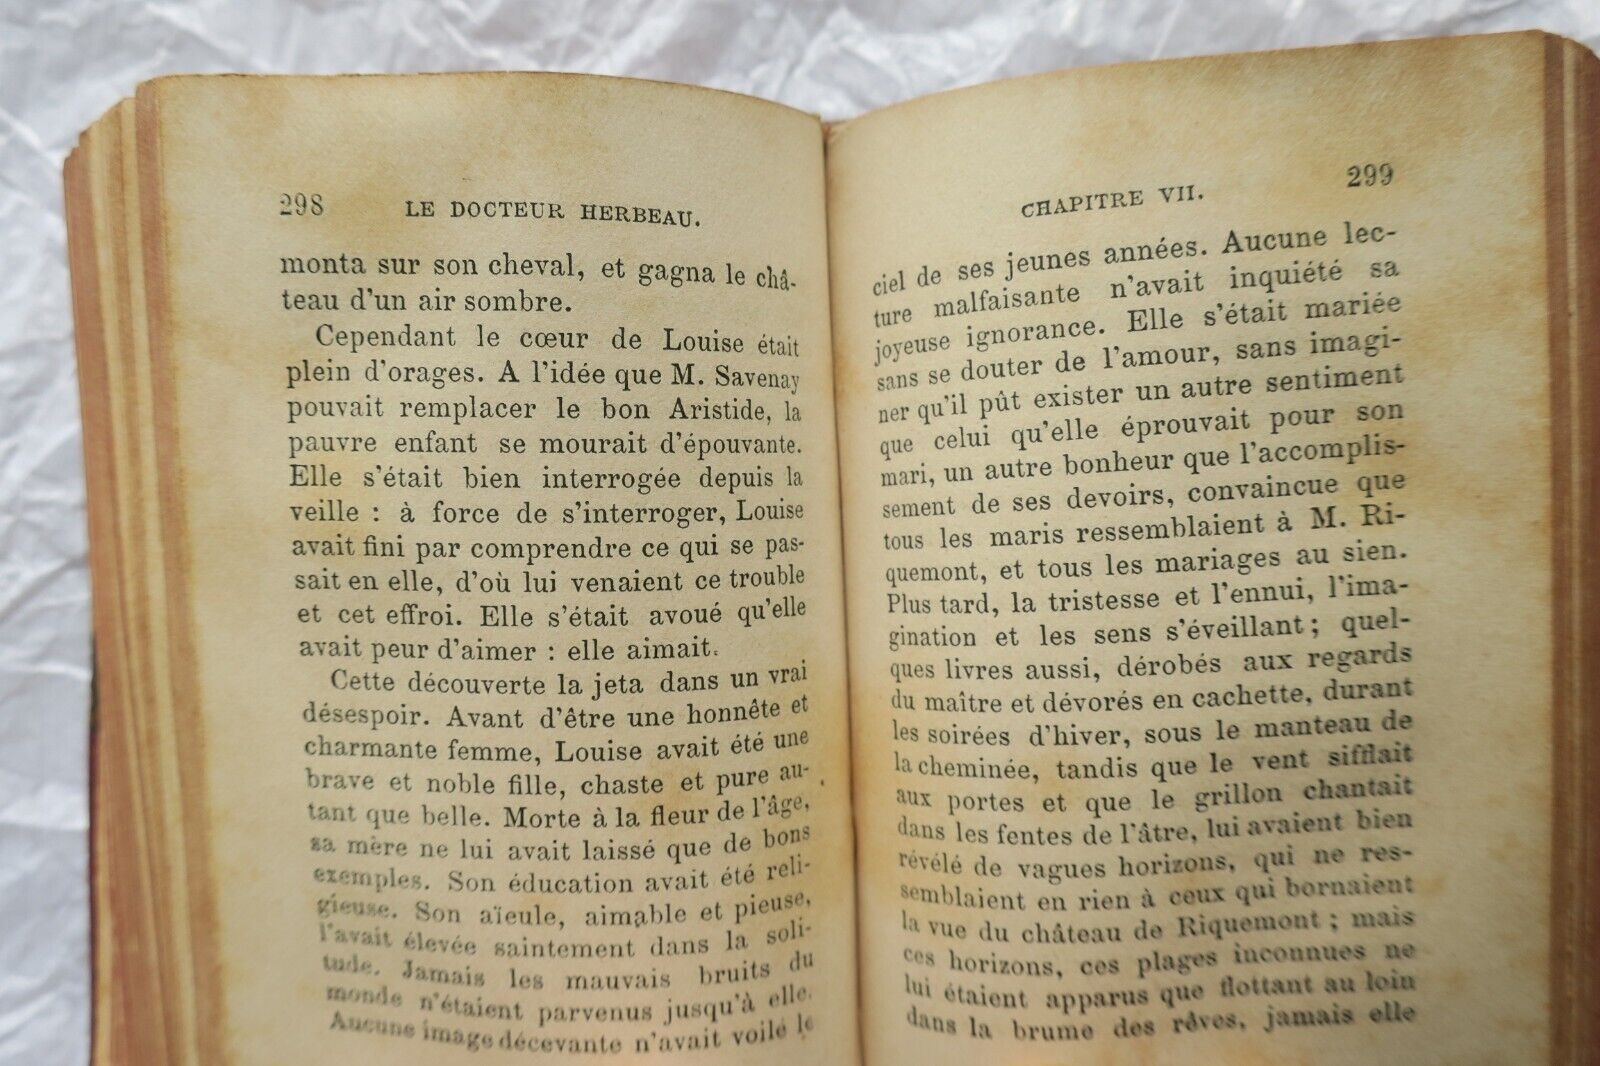 298 LE DOCTEUR HERBEAU.
monta sur son cheval, et gagna le châ-
teau d'un air sombre.
Cependant le cœur de Louise était
plein d'orages. A l'idée que M. Savenay
pouvait remplacer le bon Aristide, la
pauvre enfant se mourait d'épouvante.
Elle s'était bien interrogée depuis la
veille : à force de s'interroger, Louise
avait fini par comprendre ce qui se pas-
sait en elle, d'où lui venaient ce trouble
et cet effroi. Elle s'était avoué qu'elle
avait peur d'aimer : elle aimait.
Cette découverte la jeta dans un vrai
désespoir. Avant d'être une honnête et
charmante femme, Louise avait été une
brave et noble fille, chaste et pure au-
tant que belle. Morte à la fleur de l'âge,
sa mère ne lui avait laissé que de bons
exemples. Son éducation avait été reli-
gieuse. Son aïeule, aimable et pieuse,
l'avait élevée saintement dans la soli-
tude. Jamais les mauvais bruits du
monde n'étaient parvenus jusqu'à elle.
Aucune image décevante n'avait voilé le
CHAPITRE VII. 299
ciel de ses jeunes années. Aucune lec-
ture malfaisante n'avait inquiété sa
joyeuse ignorance. Elle s'était mariée
sans se douter de l'amour, sans imagi-
ner qu'il pût exister un autre sentiment
que celui qu'elle éprouvait pour son
mari, un autre bonheur que l'accomplis-
sement de ses devoirs, convaincue que
tous les maris ressemblaient à M. Ri-
quemont, et tous les mariages au sien.
Plus tard, la tristesse et l'ennui, l'ima-
gination et les sens s'éveillant ; quel-
ques livres aussi, dérobés aux regards
du maître et dévorés en cachette, durant
les soirées d'hiver, sous le manteau de
la cheminée, tandis que le vent sifflait
aux portes et que le grillon chantait
dans les fentes de l'âtre, lui avaient bien
révélé de vagues horizons, qui ne res-
semblaient en rien à ceux qui bornaient
la vue du château de Riquemont ; mais
ces horizons, ces plages inconnues ne
lui étaient apparus que flottant au loin
dans la brume des rêves, jamais elle